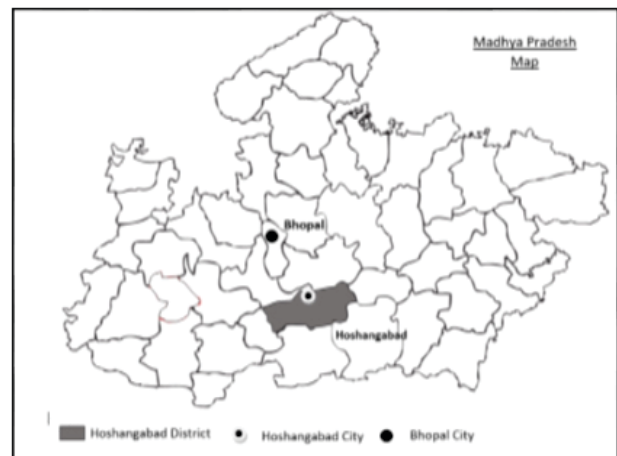 Madhya Pradesh
Map
Bhopal
Hoshangabad
Hoshangabad District
Hoshangabad City
Bhopal City